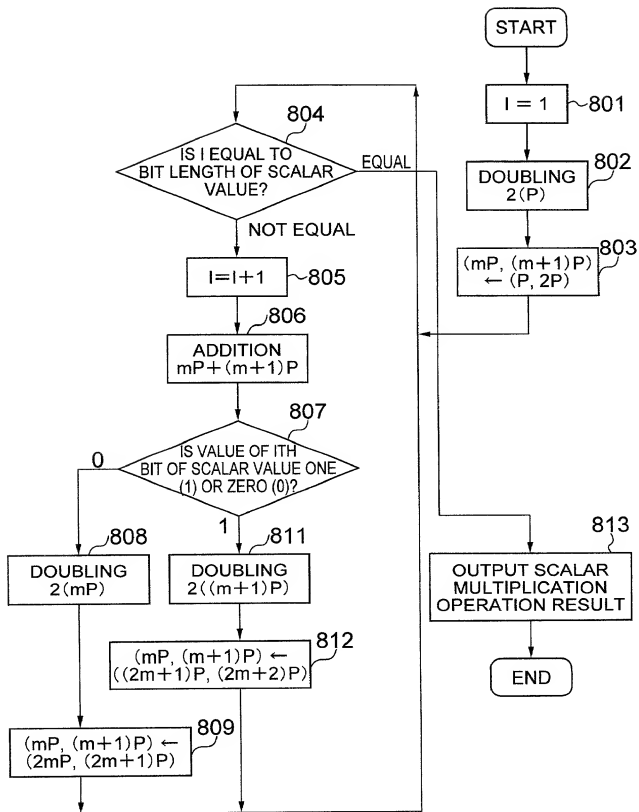 START
I = 1
801
DOUBLING
2(P)
802
(mP, (m+1)P)
← (P, 2P)
803
804
IS I EQUAL TO
BIT LENGTH OF SCALAR
VALUE?
EQUAL
NOT EQUAL
I=I+1
805
806
ADDITION
mP+(m+1)P
807
IS VALUE OF ITH
BIT OF SCALAR VALUE ONE
(1) OR ZERO (0)?
0
1
808
DOUBLING
2(mP)
811
DOUBLING
2((m+1)P)
(mP, (m+1)P) ←
((2m+1)P, (2m+2)P)
812
(mP, (m+1)P) ←
(2mP, (2m+1)P)
809
813
OUTPUT SCALAR
MULTIPLICATION
OPERATION RESULT
END